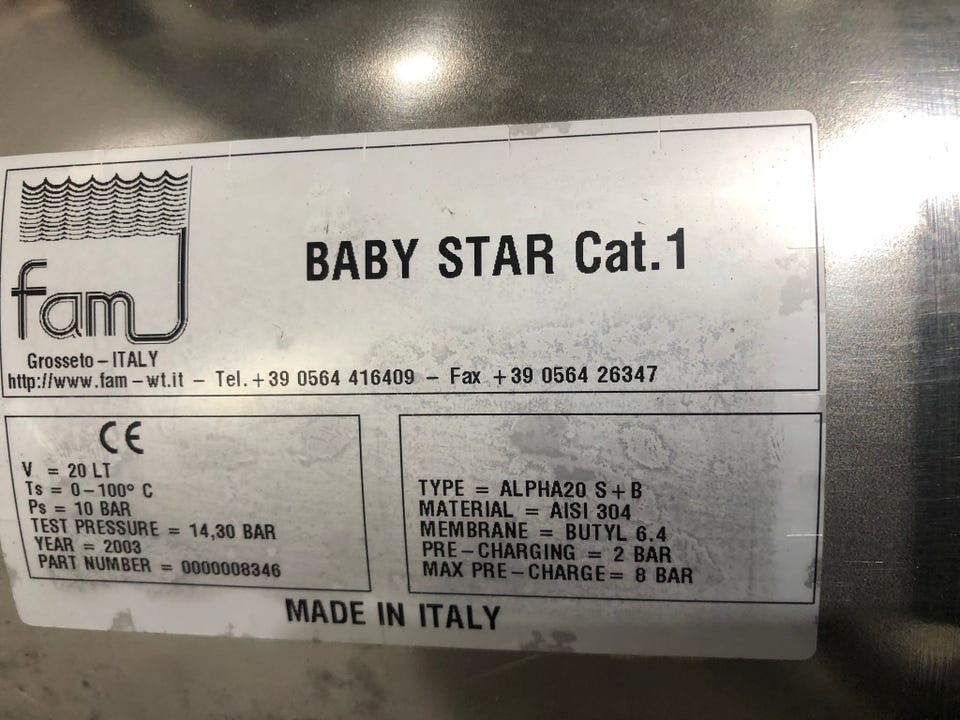 fam
BABY STAR Cat.1
Grosseto – ITALY
http://www.fam – wt.it – Tel. +39 0564 416409 – Fax +39 0564 26347
CE
V = 20 LT
Ts = 0–100° C
Ps = 10 BAR
TEST PRESSURE = 14,30 BAR
YEAR = 2003
PART NUMBER = 0000008346
TYPE = ALPHA20 S+B
MATERIAL = AISI 304
MEMBRANE = BUTYL 6.4
PRE–CHARGING = 2 BAR
MAX PRE–CHARGE= 8 BAR
MADE IN ITALY